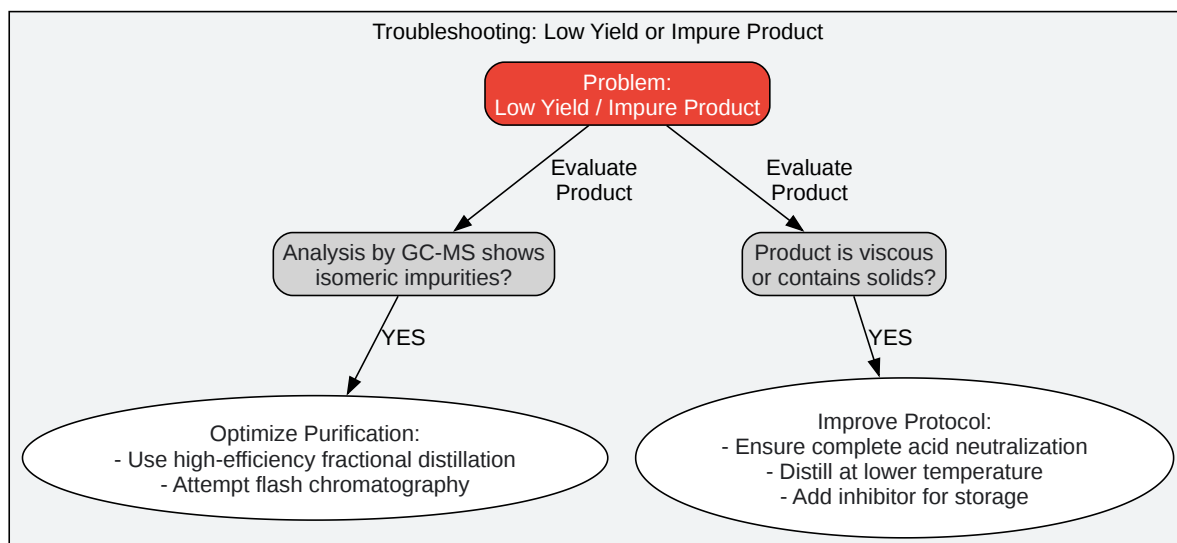 Troubleshooting: Low Yield or Impure Product
Problem:
Low Yield / Impure Product
Evaluate
Product
Evaluate
Product
Analysis by GC-MS shows
isomeric impurities?
Product is viscous
or contains solids?
YES
YES
Optimize Purification:
- Use high-efficiency fractional distillation
- Attempt flash chromatography
Improve Protocol:
- Ensure complete acid neutralization
- Distill at lower temperature
- Add inhibitor for storage